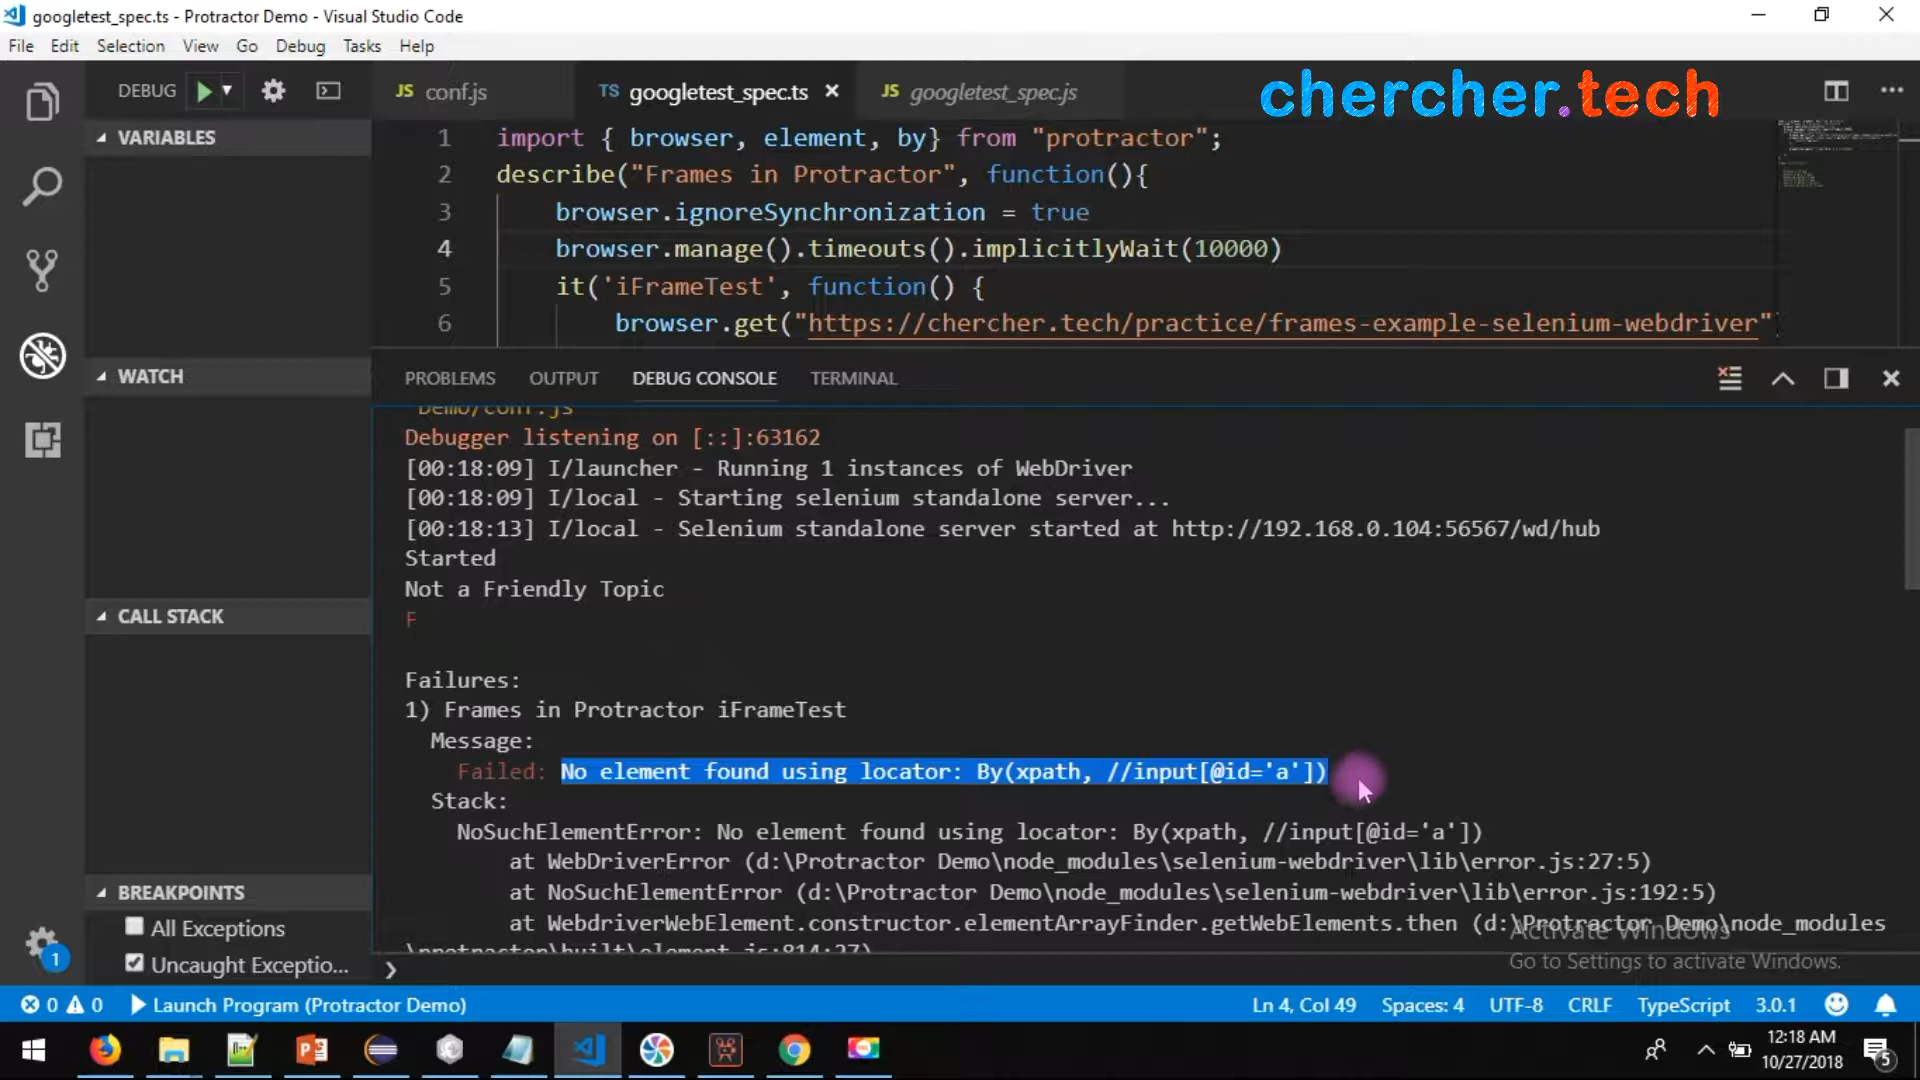 googletest_spec.ts - Protractor Demo - Visual Studio Code
File Edit Selection View Go Debug Tasks Help
DEBUG
JS conf.js
TS googletest_spec.ts
JS googletest_spec.js
chercher.tech
VARIABLES
WATCH
CALL STACK
BREAKPOINTS
All Exceptions
Uncaught Exceptio...
1 import { browser, element, by} from "protractor";
2 describe("Frames in Protractor", function(){
3 browser.ignoreSynchronization = true
4 browser.manage().timeouts().implicitlyWait(10000)
5 it('iFrameTest', function() {
6 browser.get("https://chercher.tech/practice/frames-example-selenium-webdriver")
PROBLEMS OUTPUT DEBUG CONSOLE TERMINAL
Demo/conf.js
Debugger listening on [::]:63162
[00:18:09] I/launcher - Running 1 instances of WebDriver
[00:18:09] I/local - Starting selenium standalone server...
[00:18:13] I/local - Selenium standalone server started at http://192.168.0.104:56567/wd/hub
Started
Not a Friendly Topic
F
Failures:
1) Frames in Protractor iFrameTest
Message:
Failed: No element found using locator: By(xpath, //input[@id='a'])
Stack:
NoSuchElementError: No element found using locator: By(xpath, //input[@id='a'])
at WebDriverError (d:\Protractor Demo\node_modules\selenium-webdriver\lib\error.js:27:5)
at NoSuchElementError (d:\Protractor Demo\node_modules\selenium-webdriver\lib\error.js:192:5)
at WebdriverWebElement.constructor.elementArrayFinder.getWebElements.then (d:\Protractor Demo\node_modules
\protractor\built\element.js:814:27)
Activate Windows
Go to Settings to activate Windows.
1
0 0 Launch Program (Protractor Demo)
Ln 4, Col 49 Spaces: 4 UTF-8 CRLF TypeScript 3.0.1
12:18 AM
10/27/2018
5